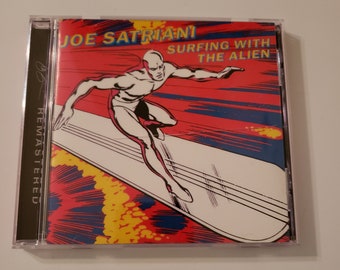 JOE SATRIANI
SURFING WITH
THE ALIEN
REMASTERED